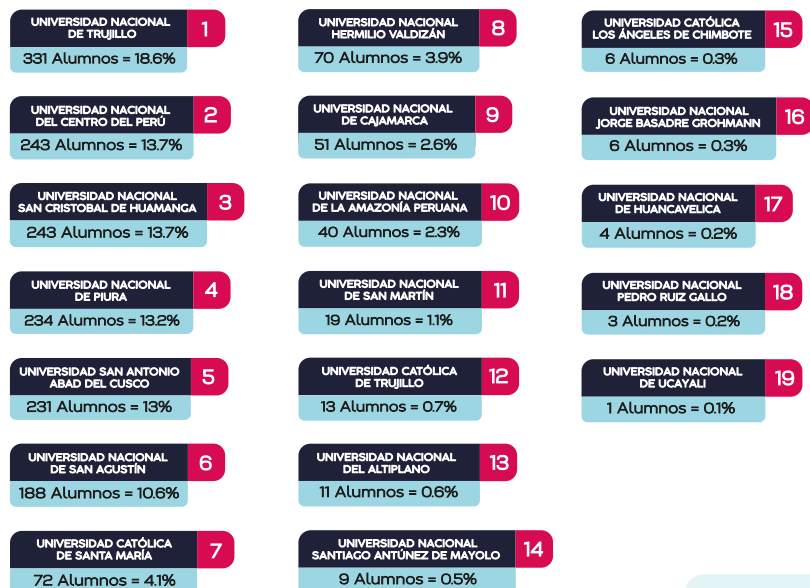 UNIVERSIDAD NACIONAL
DE TRUJILLO
1
331 Alumnos = 18.6%
UNIVERSIDAD NACIONAL
DEL CENTRO DEL PERÚ
2
243 Alumnos = 13.7%
UNIVERSIDAD NACIONAL
SAN CRISTOBAL DE HUAMANGA
3
243 Alumnos = 13.7%
UNIVERSIDAD NACIONAL
DE PIURA
4
234 Alumnos = 13.2%
UNIVERSIDAD SAN ANTONIO
ABAD DEL CUSCO
5
231 Alumnos = 13%
UNIVERSIDAD NACIONAL
DE SAN AGUSTÍN
6
188 Alumnos = 10.6%
UNIVERSIDAD CATÓLICA
DE SANTA MARÍA
7
72 Alumnos = 4.1%
UNIVERSIDAD NACIONAL
HERMILIO VALDIZÁN
8
70 Alumnos = 3.9%
UNIVERSIDAD NACIONAL
DE CAJAMARCA
9
51 Alumnos = 2.6%
UNIVERSIDAD NACIONAL
DE LA AMAZONÍA PERUANA
10
40 Alumnos = 2.3%
UNIVERSIDAD NACIONAL
DE SAN MARTÍN
11
19 Alumnos = 1.1%
UNIVERSIDAD CATÓLICA
DE TRUJILLO
12
13 Alumnos = 0.7%
UNIVERSIDAD NACIONAL
DEL ALTIPLANO
13
11 Alumnos = 0.6%
UNIVERSIDAD NACIONAL
SANTIAGO ANTÚNEZ DE MAYOLO
14
9 Alumnos = 0.5%
UNIVERSIDAD CATÓLICA
LOS ÁNGELES DE CHIMBOTE
15
6 Alumnos = 0.3%
UNIVERSIDAD NACIONAL
JORGE BASADRE GROHMANN
16
6 Alumnos = 0.3%
UNIVERSIDAD NACIONAL
DE HUANCAVELICA
17
4 Alumnos = 0.2%
UNIVERSIDAD NACIONAL
PEDRO RUIZ GALLO
18
3 Alumnos = 0.2%
UNIVERSIDAD NACIONAL
DE UCAYALI
19
1 Alumnos = 0.1%